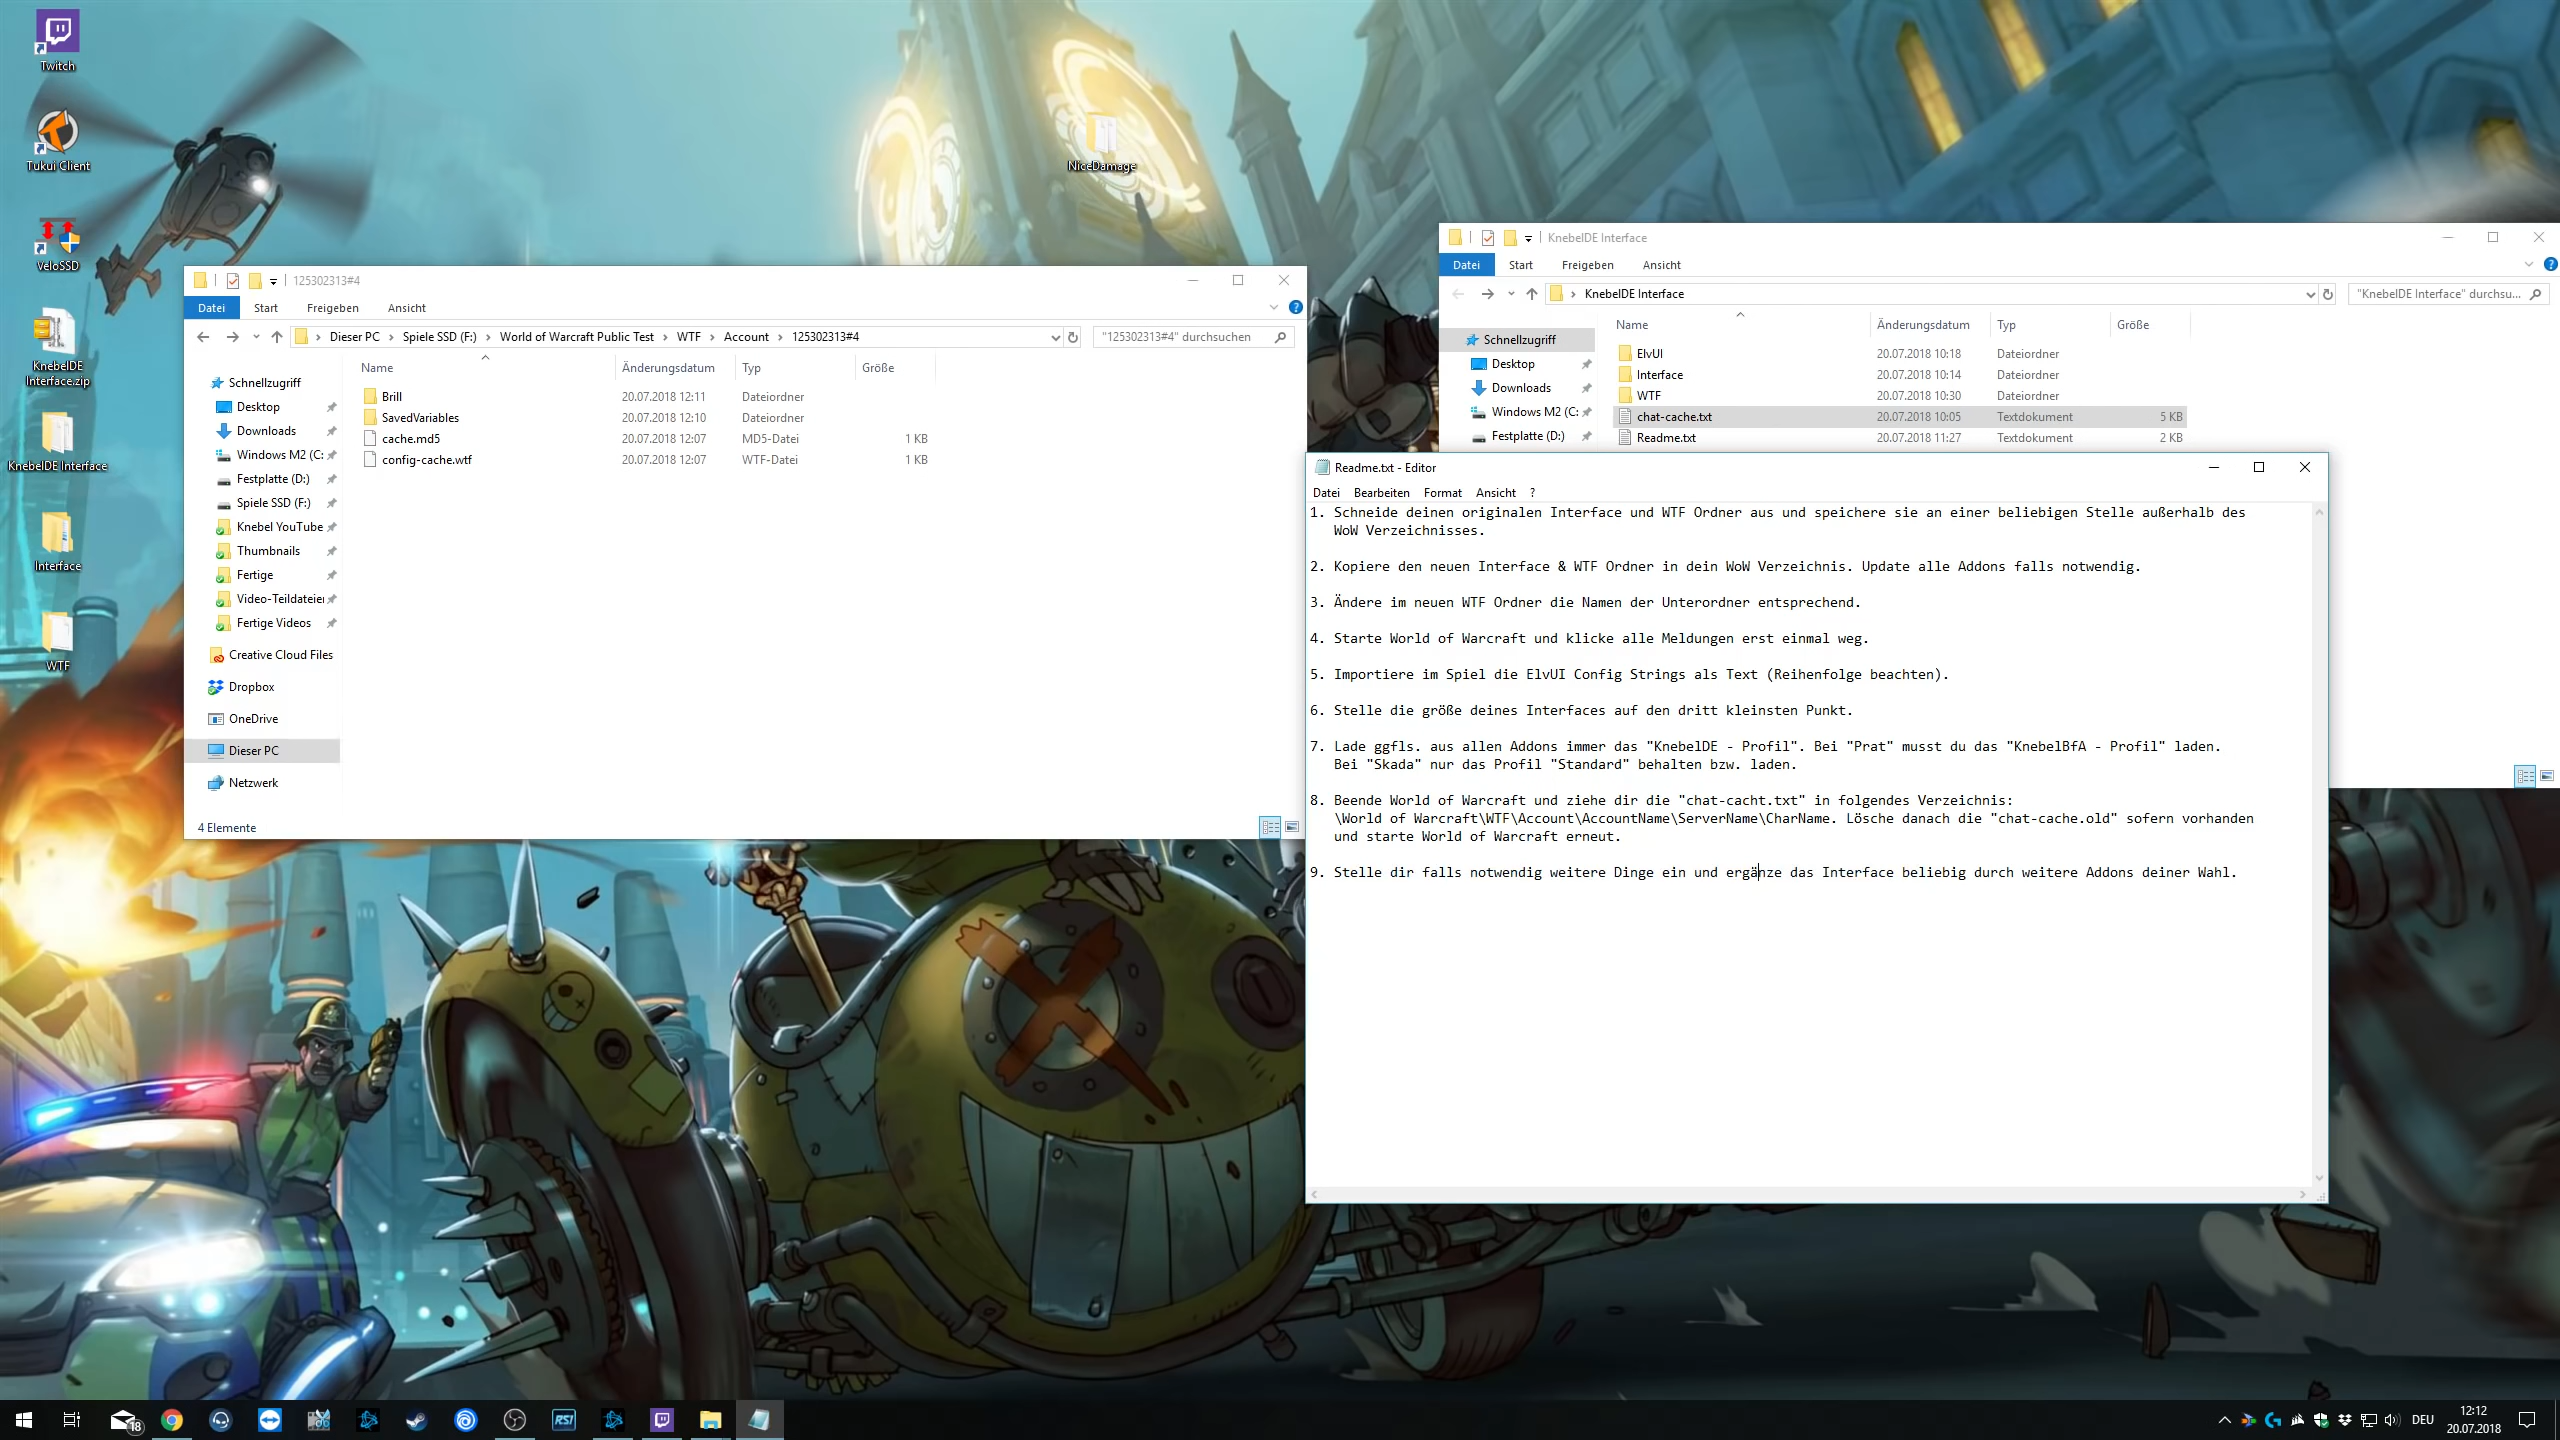 Twitch
Tukui Client
VeloSSD
KnebelDE
Interface.zip
KnebelDE Interface
Interface
WTF
NiceDamage
125302313#4
Datei Start Freigeben Ansicht
Dieser PC Spiele SSD (F:) World of Warcraft Public Test WTF Account 125302313#4
"125302313#4" durchsuchen
Name Änderungsdatum Typ Größe
Schnellzugriff
Desktop
Downloads
Windows M2 (C:
Festplatte (D:)
Spiele SSD (F:)
Knebel YouTube
Thumbnails
Fertige
Video-Teildateien
Fertige Videos
Creative Cloud Files
Dropbox
OneDrive
Dieser PC
Netzwerk
Brill 20.07.2018 12:11 Dateiordner
SavedVariables 20.07.2018 12:10 Dateiordner
cache.md5 20.07.2018 12:07 MD5-Datei 1 KB
config-cache.wtf 20.07.2018 12:07 WTF-Datei 1 KB
4 Elemente
KnebelDE Interface
Datei Start Freigeben Ansicht
KnebelDE Interface
"KnebelDE Interface" durchsu...
Name Änderungsdatum Typ Größe
Schnellzugriff
Desktop
Downloads
Windows M2 (C:
Festplatte (D:)
ElvUI 20.07.2018 10:18 Dateiordner
Interface 20.07.2018 10:14 Dateiordner
WTF 20.07.2018 10:30 Dateiordner
chat-cache.txt 20.07.2018 10:05 Textdokument 5 KB
Readme.txt 20.07.2018 11:27 Textdokument 2 KB
Readme.txt - Editor
Datei Bearbeiten Format Ansicht ?
1. Schneide deinen originalen Interface und WTF Ordner aus und speichere sie an einer beliebigen Stelle außerhalb des
WoW Verzeichnisses.
2. Kopiere den neuen Interface & WTF Ordner in dein WoW Verzeichnis. Update alle Addons falls notwendig.
3. Ändere im neuen WTF Ordner die Namen der Unterordner entsprechend.
4. Starte World of Warcraft und klicke alle Meldungen erst einmal weg.
5. Importiere im Spiel die ElvUI Config Strings als Text (Reihenfolge beachten).
6. Stelle die größe deines Interfaces auf den dritt kleinsten Punkt.
7. Lade ggfls. aus allen Addons immer das "KnebelDE - Profil". Bei "Prat" musst du das "KnebelBfA - Profil" laden.
Bei "Skada" nur das Profil "Standard" behalten bzw. laden.
8. Beende World of Warcraft und ziehe dir die "chat-cacht.txt" in folgendes Verzeichnis:
\World of Warcraft\WTF\Account\AccountName\ServerName\CharName. Lösche danach die "chat-cache.old" sofern vorhanden
und starte World of Warcraft erneut.
9. Stelle dir falls notwendig weitere Dinge ein und ergänze das Interface beliebig durch weitere Addons deiner Wahl.
18
RSI
DEU
12:12
20.07.2018